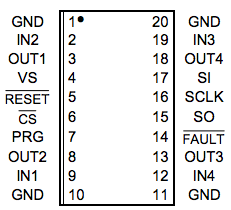 GND 1 20 GND
IN2 2 19 IN3
OUT1 3 18 OUT4
VS 4 17 SI
RESET 5 16 SCLK
CS 6 15 SO
PRG 7 14 FAULT
OUT2 8 13 OUT3
IN1 9 12 IN4
GND 10 11 GND